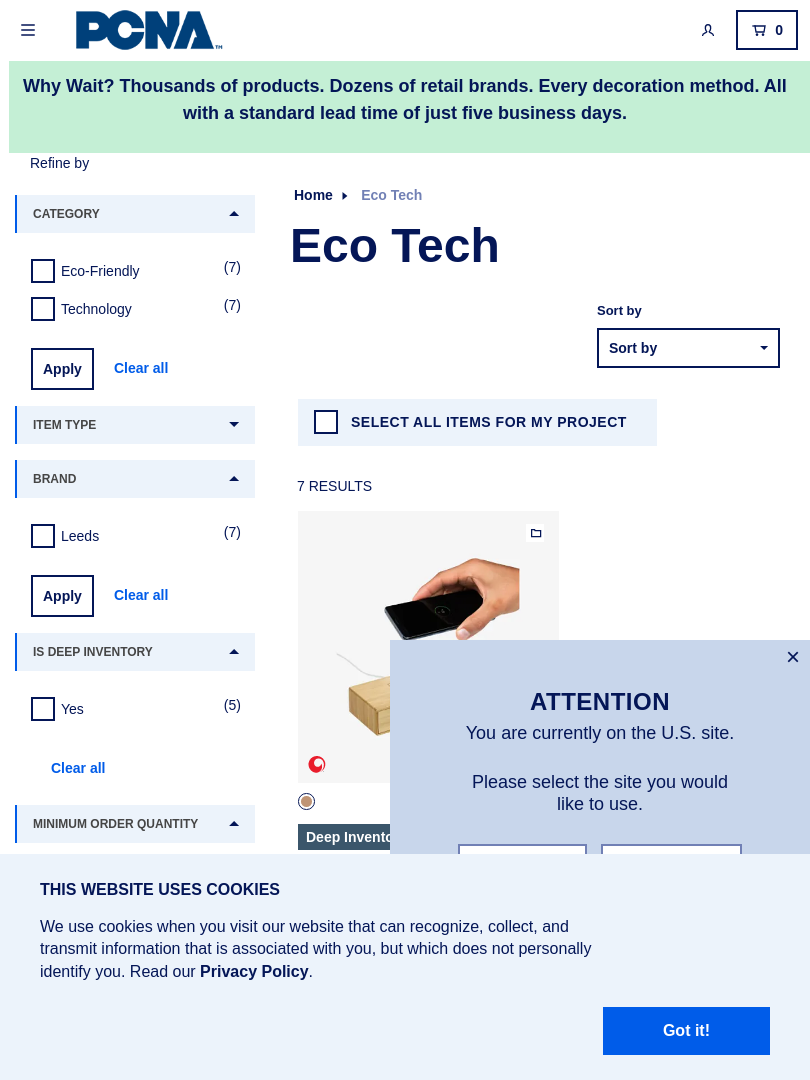 PCNA™
0
Why Wait? Thousands of products. Dozens of retail brands. Every decoration method. All
with a standard lead time of just five business days.
Refine by
CATEGORY
Eco-Friendly (7)
Technology (7)
Apply Clear all
ITEM TYPE
BRAND
Leeds (7)
Apply Clear all
IS DEEP INVENTORY
Yes (5)
Clear all
MINIMUM ORDER QUANTITY
Home Eco Tech
Eco Tech
Sort by
Sort by
SELECT ALL ITEMS FOR MY PROJECT
7 RESULTS
Deep
ATTENTION
You are currently on the U.S. site.
Please select the site you would
like to use.
THIS WEBSITE USES COOKIES
We use cookies when you visit our website that can recognize, collect, and
transmit information that is associated with you, but which does not personally
identify you. Read our Privacy Policy.
Got it!